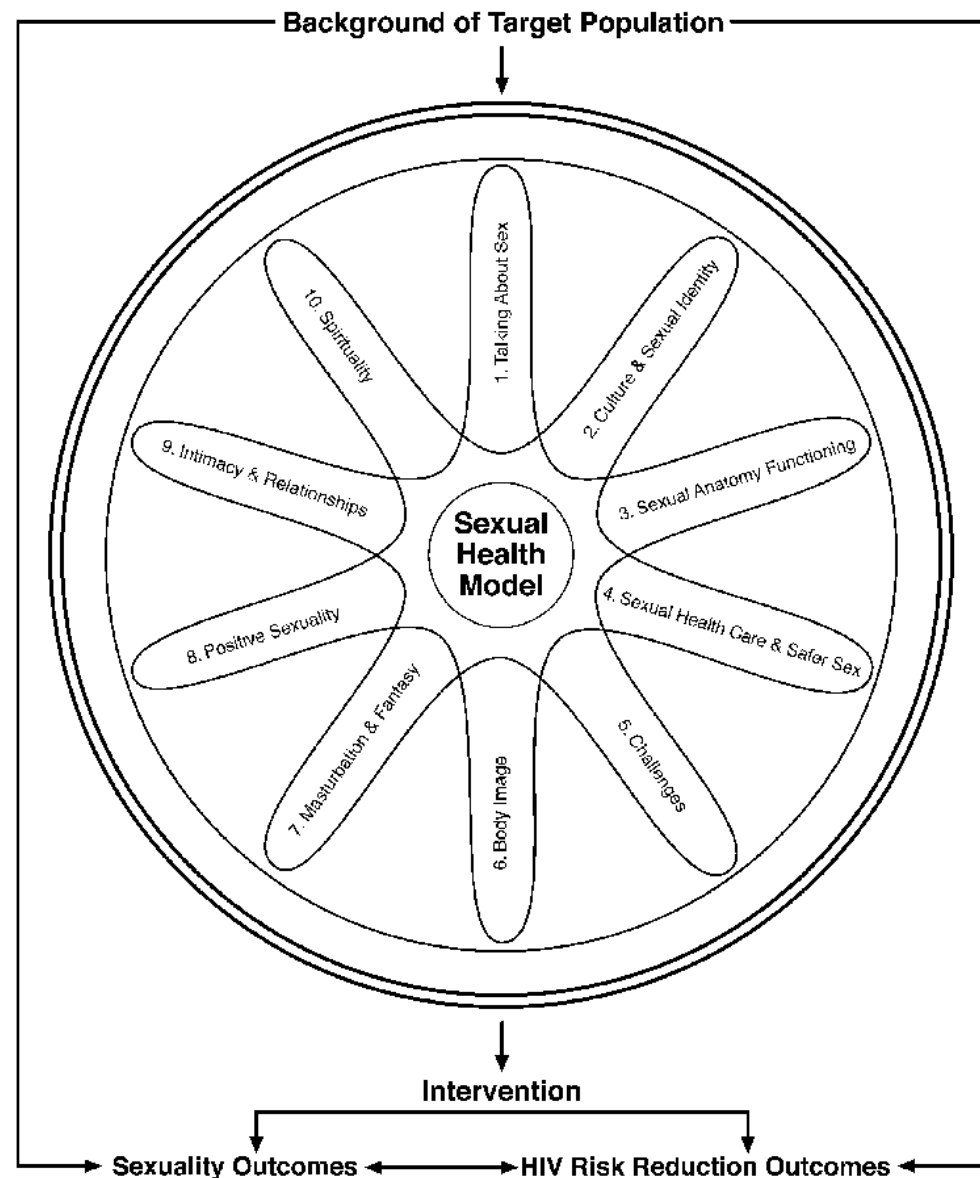 Background of Target Population
1. Talking About Sex
2. Culture & Sexual Identity
3. Sexual Anatomy Functioning
4. Sexual Health Care & Safer Sex
5. Challenges
6. Body Image
7. Masturbation & Fantasy
8. Positive Sexuality
9. Intimacy & Relationships
10. Spirituality
Sexual
Health
Model
Intervention
Sexuality Outcomes
HIV Risk Reduction Outcomes